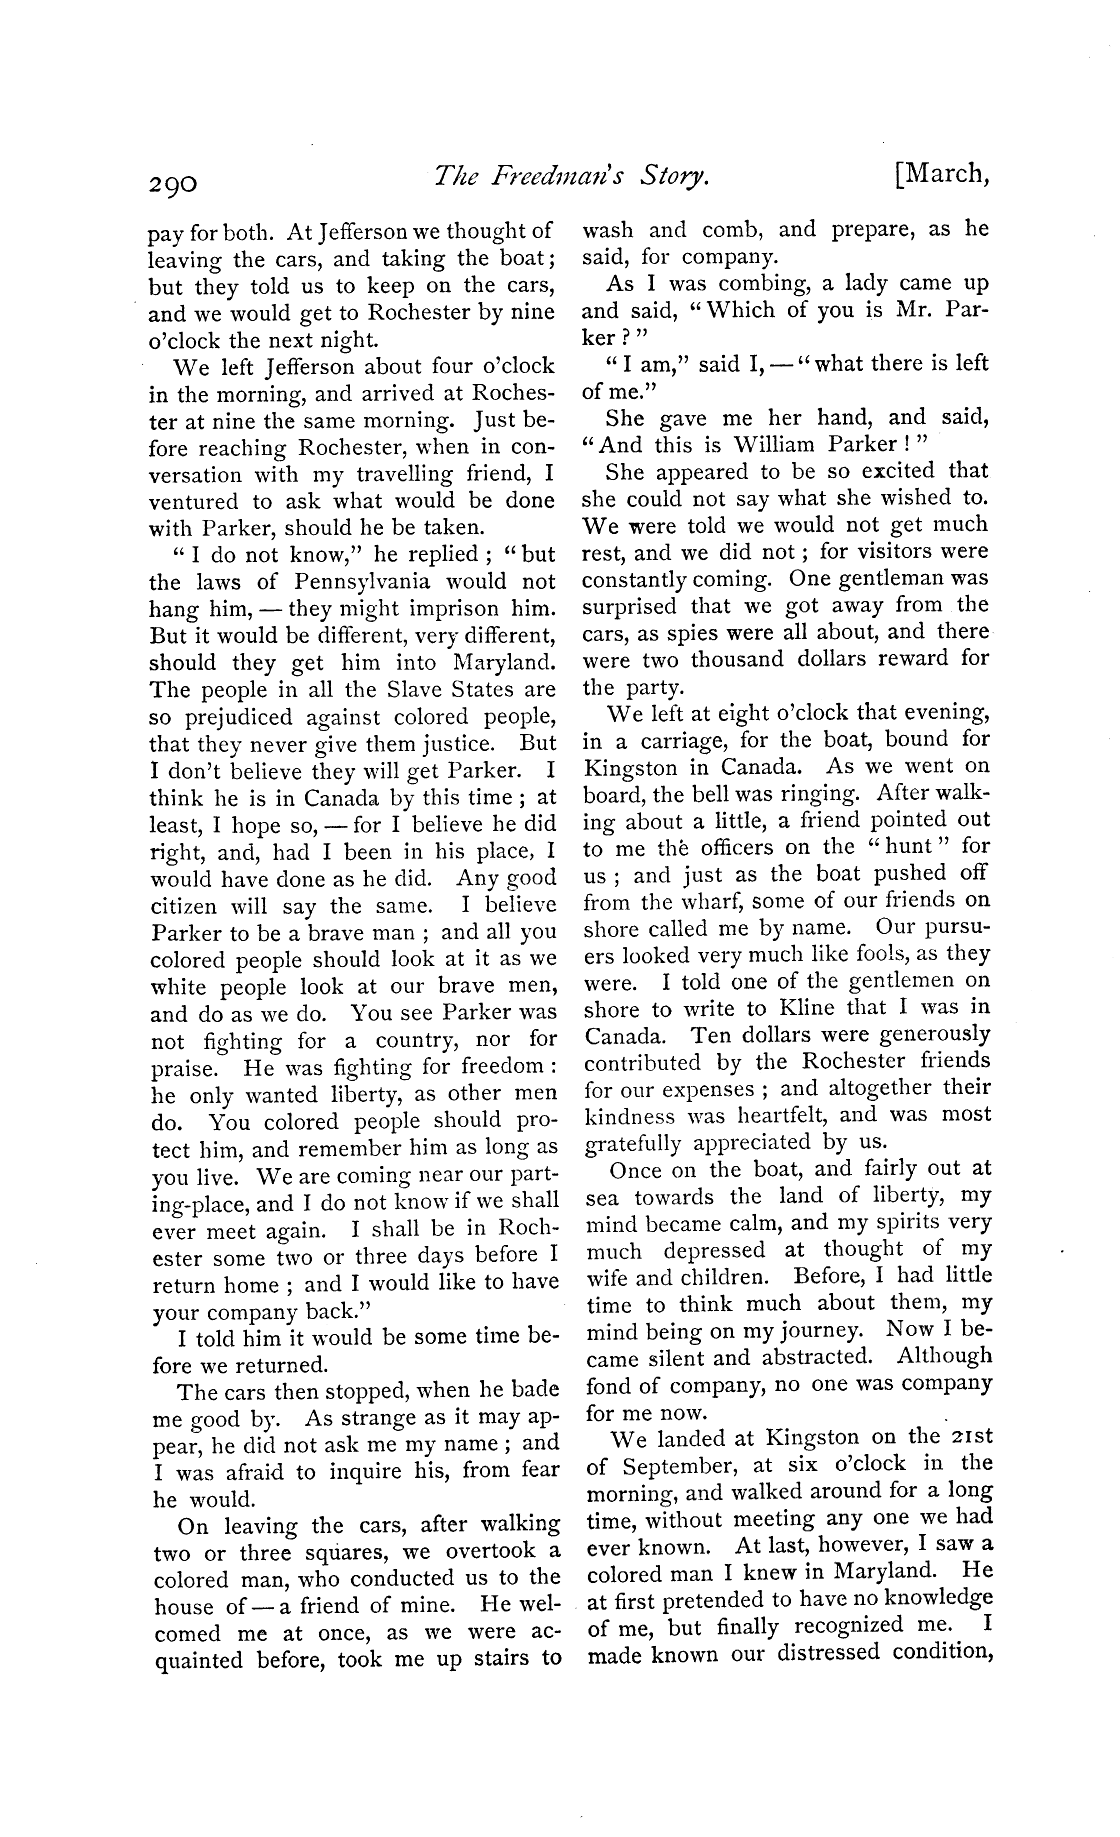 290
The Freedman's Story.
[March,
pay for both. At Jefferson we thought of
leaving the cars, and taking the boat;
but they told us to keep on the cars,
and we would get to Rochester by nine
o'clock the next night.
We left Jefferson about four o'clock
in the morning, and arrived at Roches-
ter at nine the same morning. Just be-
fore reaching Rochester, when in con-
versation with my travelling friend, I
ventured to ask what would be done
with Parker, should he be taken.
"I do not know," he replied; "but
the laws of Pennsylvania would not
hang him,—they might imprison him.
But it would be different, very different,
should they get him into Maryland.
The people in all the Slave States are
so prejudiced against colored people,
that they never give them justice. But
I don't believe they will get Parker. I
think he is in Canada by this time; at
least, I hope so,—for I believe he did
right, and, had I been in his place, I
would have done as he did. Any good
citizen will say the same. I believe
Parker to be a brave man; and all you
colored people should look at it as we
white people look at our brave men,
and do as we do. You see Parker was
not fighting for a country, nor for
praise. He was fighting for freedom:
he only wanted liberty, as other men
do. You colored people should pro-
tect him, and remember him as long as
you live. We are coming near our part-
ing-place, and I do not know if we shall
ever meet again. I shall be in Roch-
ester some two or three days before I
return home; and I would like to have
your company back."
I told him it would be some time be-
fore we returned.
The cars then stopped, when he bade
me good by. As strange as it may ap-
pear, he did not ask me my name; and
I was afraid to inquire his, from fear
he would.
On leaving the cars, after walking
two or three squares, we overtook a
colored man, who conducted us to the
house of—a friend of mine. He wel-
comed me at once, as we were ac-
quainted before, took me up stairs to
wash and comb, and prepare, as he
said, for company.
As I was combing, a lady came up
and said, "Which of you is Mr. Par-
ker?"
"I am," said I,—"what there is left
of me."
She gave me her hand, and said,
"And this is William Parker!"
She appeared to be so excited that
she could not say what she wished to.
We were told we would not get much
rest, and we did not; for visitors were
constantly coming. One gentleman was
surprised that we got away from the
cars, as spies were all about, and there
were two thousand dollars reward for
the party.
We left at eight o'clock that evening,
in a carriage, for the boat, bound for
Kingston in Canada. As we went on
board, the bell was ringing. After walk-
ing about a little, a friend pointed out
to me the officers on the "hunt" for
us; and just as the boat pushed off
from the wharf, some of our friends on
shore called me by name. Our pursu-
ers looked very much like fools, as they
were. I told one of the gentlemen on
shore to write to Kline that I was in
Canada. Ten dollars were generously
contributed by the Rochester friends
for our expenses; and altogether their
kindness was heartfelt, and was most
gratefully appreciated by us.
Once on the boat, and fairly out at
sea towards the land of liberty, my
mind became calm, and my spirits very
much depressed at thought of my
wife and children. Before, I had little
time to think much about them, my
mind being on my journey. Now I be-
came silent and abstracted. Although
fond of company, no one was company
for me now.
We landed at Kingston on the 21st
of September, at six o'clock in the
morning, and walked around for a long
time, without meeting any one we had
ever known. At last, however, I saw a
colored man I knew in Maryland. He
at first pretended to have no knowledge
of me, but finally recognized me. I
made known our distressed condition,